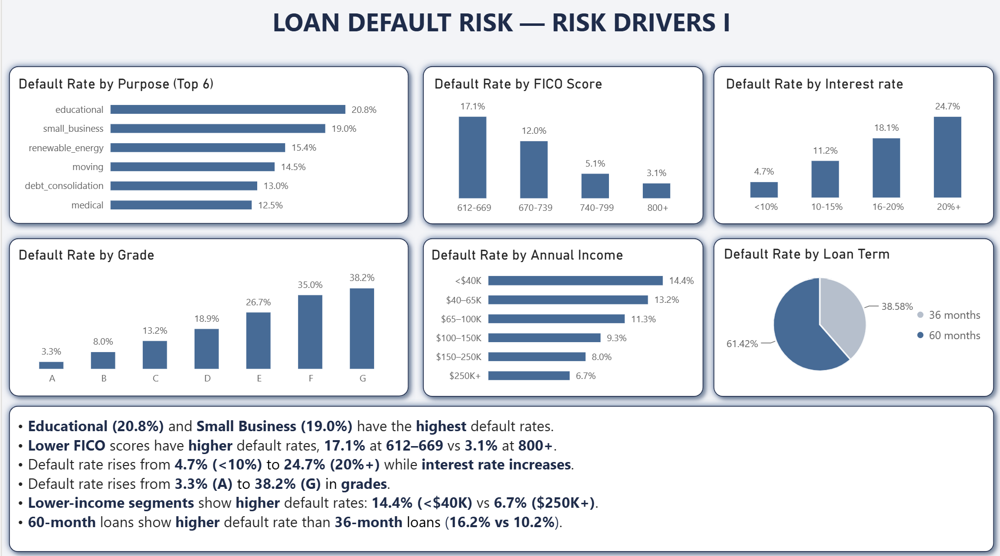 LOAN DEFAULT RISK — RISK DRIVERS I
Default Rate by Purpose (Top 6)
educational 20.8%
small_business 19.0%
renewable_energy 15.4%
moving 14.5%
debt_consolidation 13.0%
medical 12.5%
Default Rate by FICO Score
17.1%
12.0%
5.1%
3.1%
612-669 670-739 740-799 800+
Default Rate by Interest rate
24.7%
18.1%
11.2%
4.7%
<10% 10-15% 16-20% 20%+
Default Rate by Grade
38.2%
35.0%
26.7%
18.9%
13.2%
8.0%
3.3%
A B C D E F G
Default Rate by Annual Income
<$40K 14.4%
$40–65K 13.2%
$65–100K 11.3%
$100–150K 9.3%
$150–250K 8.0%
$250K+ 6.7%
Default Rate by Loan Term
38.58%
61.42%
36 months
60 months
• Educational (20.8%) and Small Business (19.0%) have the highest default rates.
• Lower FICO scores have higher default rates, 17.1% at 612–669 vs 3.1% at 800+.
• Default rate rises from 4.7% (<10%) to 24.7% (20%+) while interest rate increases.
• Default rate rises from 3.3% (A) to 38.2% (G) in grades.
• Lower-income segments show higher default rates: 14.4% (<$40K) vs 6.7% ($250K+).
• 60-month loans show higher default rate than 36-month loans (16.2% vs 10.2%).